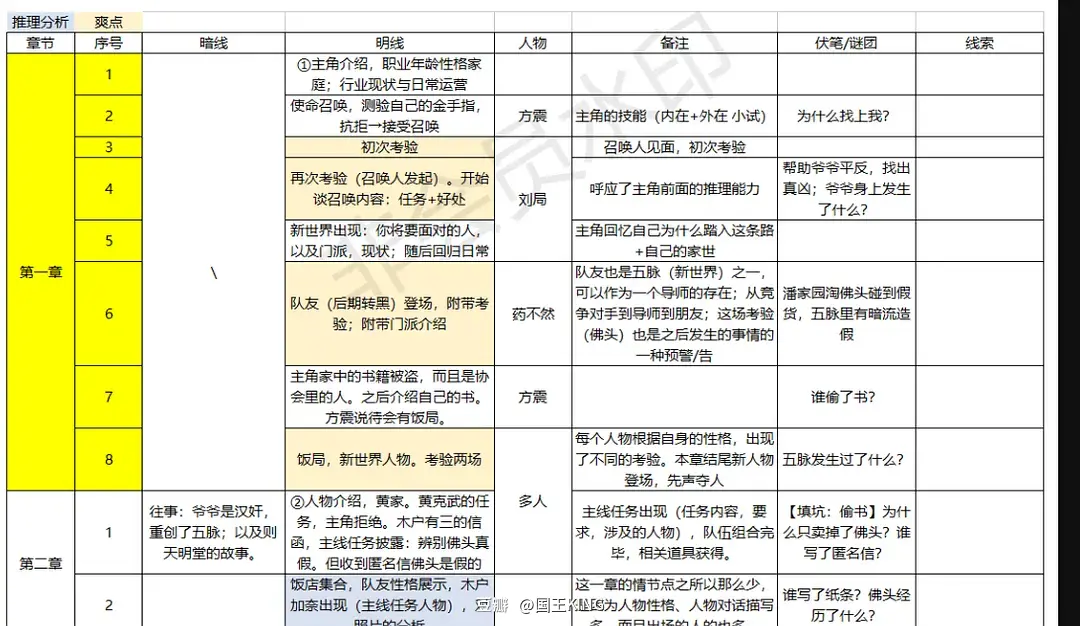 推理分析 爽点
章节 序号 暗线 明线 人物 备注 伏笔/谜团 线索
第一章
1
①主角介绍，职业年龄性格家
庭；行业现状与日常运营
2
使命召唤，测验自己的金手指，
抗拒→接受召唤
方震
主角的技能（内在+外在 小试）
为什么找上我？
3
初次考验
召唤人见面，初次考验
4
再次考验（召唤人发起）。开始
谈召唤内容：任务+好处
刘局
呼应了主角前面的推理能力
帮助爷爷平反，找出
真凶；爷爷身上发生
了什么？
5
新世界出现：你将要面对的人，
以及门派，现状；随后回归日常
主角回忆自己为什么踏入这条路
+自己的家世
\
6
队友（后期转黑）登场，附带考
验；附带门派介绍
药不然
队友也是五脉（新世界）之一，
可以作为一个导师的存在；从竞
争对手到导师到朋友；这场考验
（佛头）也是之后发生的事情的
一种预警/告
潘家园淘佛头碰到假
货，五脉里有暗流造
假
7
主角家中的书籍被盗，而且是协
会里的人。之后介绍自己的书。
方震说待会有饭局。
方震
谁偷了书？
8
饭局，新世界人物。考验两场
多人
每个人物根据自身的性格，出现
了不同的考验。本章结尾新人物
登场，先声夺人
五脉发生过了什么？
第二章
1
往事：爷爷是汉奸，
重创了五脉；以及则
天明堂的故事。
②人物介绍，黄家。黄克武的任
务，主角拒绝。木户有三的信
函，主线任务披露：辨别佛头真
假。但收到匿名信佛头是假的
主线任务出现（任务内容，要
求，涉及的人物），队伍组合完
毕，相关道具获得。
【填坑：偷书】为什
么只卖掉了佛头？谁
写了匿名信？
2
饭店集合，队友性格展示，木户
加奈出现（主线任务人物），
照片的分析
这一章的情节点之所以那么少，
为人物性格、人物对话描写
谁写了纸条？佛头经
历了什么？
非会员水印
豆瓣 @国王KING